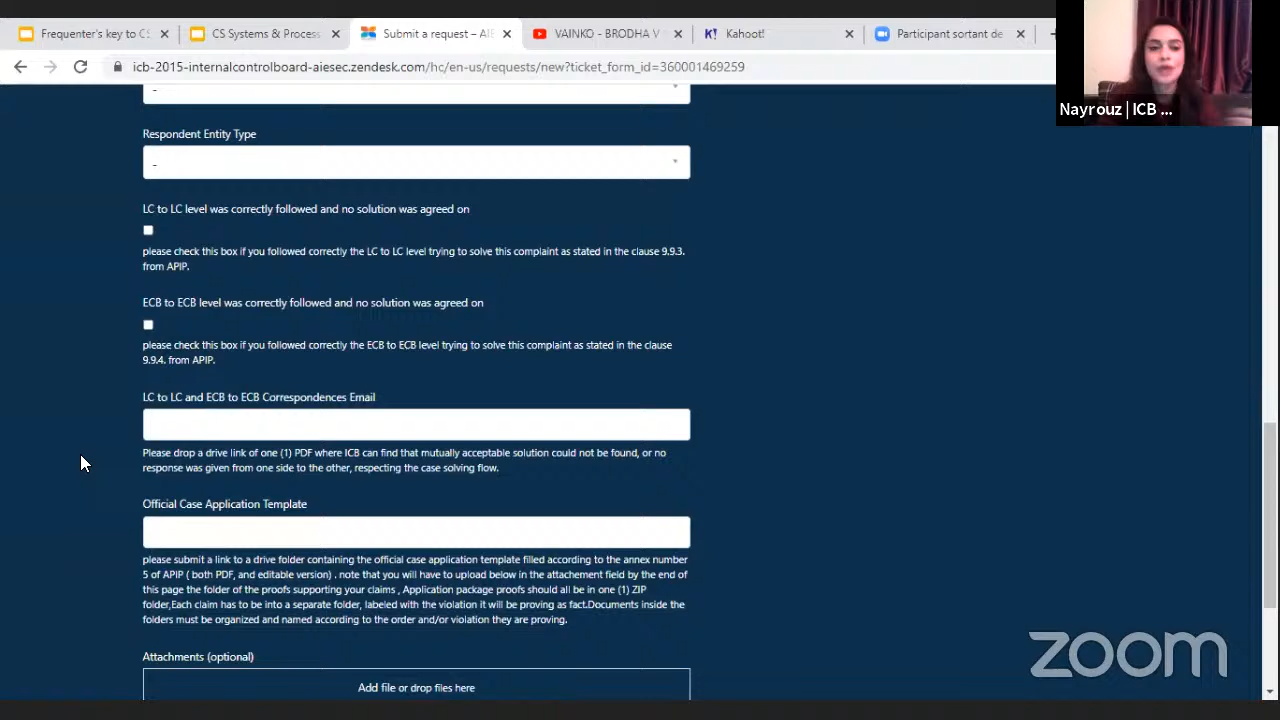 Frequenter's key to CS
CS Systems & Process
Submit a request – AIE
VAINKO - BRODHA V
K! Kahoot!
Participant sortant de
icb-2015-internalcontrolboard-aiesec.zendesk.com/hc/en-us/requests/new?ticket_form_id=360001469259
Nayrouz | ICB ...
-
Respondent Entity Type
-
LC to LC level was correctly followed and no solution was agreed on
please check this box if you followed correctly the LC to LC level trying to solve this complaint as stated in the clause 9.9.3.
from APIP.
ECB to ECB level was correctly followed and no solution was agreed on
please check this box if you followed correctly the ECB to ECB level trying to solve this complaint as stated in the clause
9.9.4. from APIP.
LC to LC and ECB to ECB Correspondences Email
Please drop a drive link of one (1) PDF where ICB can find that mutually acceptable solution could not be found, or no
response was given from one side to the other, respecting the case solving flow.
Official Case Application Template
please submit a link to a drive folder containing the official case application template filled according to the annex number
5 of APIP ( both PDF, and editable version) . note that you will have to upload below in the attachement field by the end of
this page the folder of the proofs supporting your claims , Application package proofs should all be in one (1) ZIP
folder,Each claim has to be into a separate folder, labeled with the violation it will be proving as fact.Documents inside the
folders must be organized and named according to the order and/or violation they are proving.
Attachments (optional)
Add file or drop files here
zoom